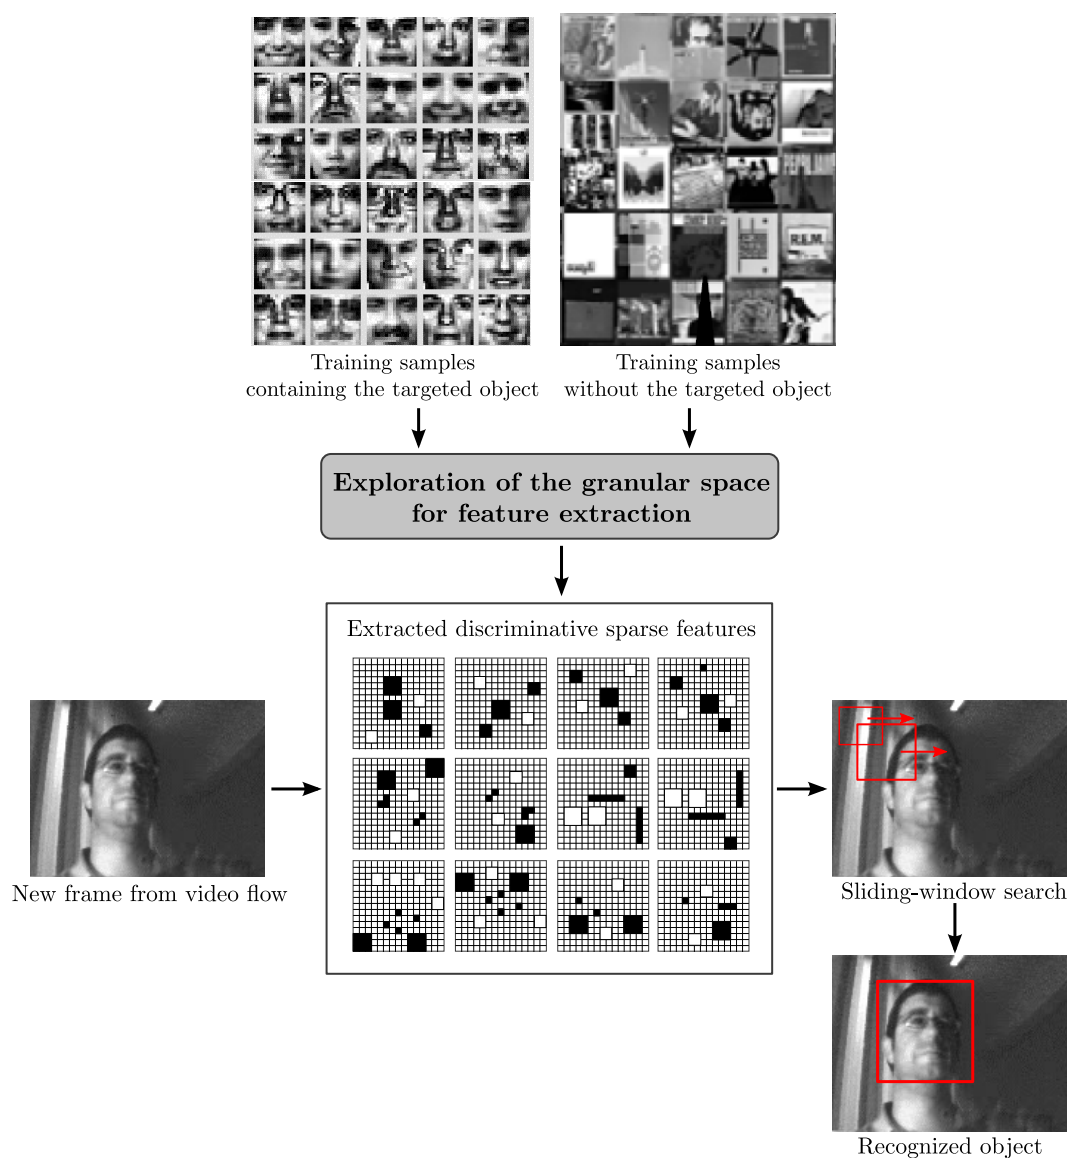 R.E.M.
Training samples
containing the targeted object
Training samples
without the targeted object
Exploration of the granular space
for feature extraction
Extracted discriminative sparse features
New frame from video flow
Sliding-window search
Recognized object